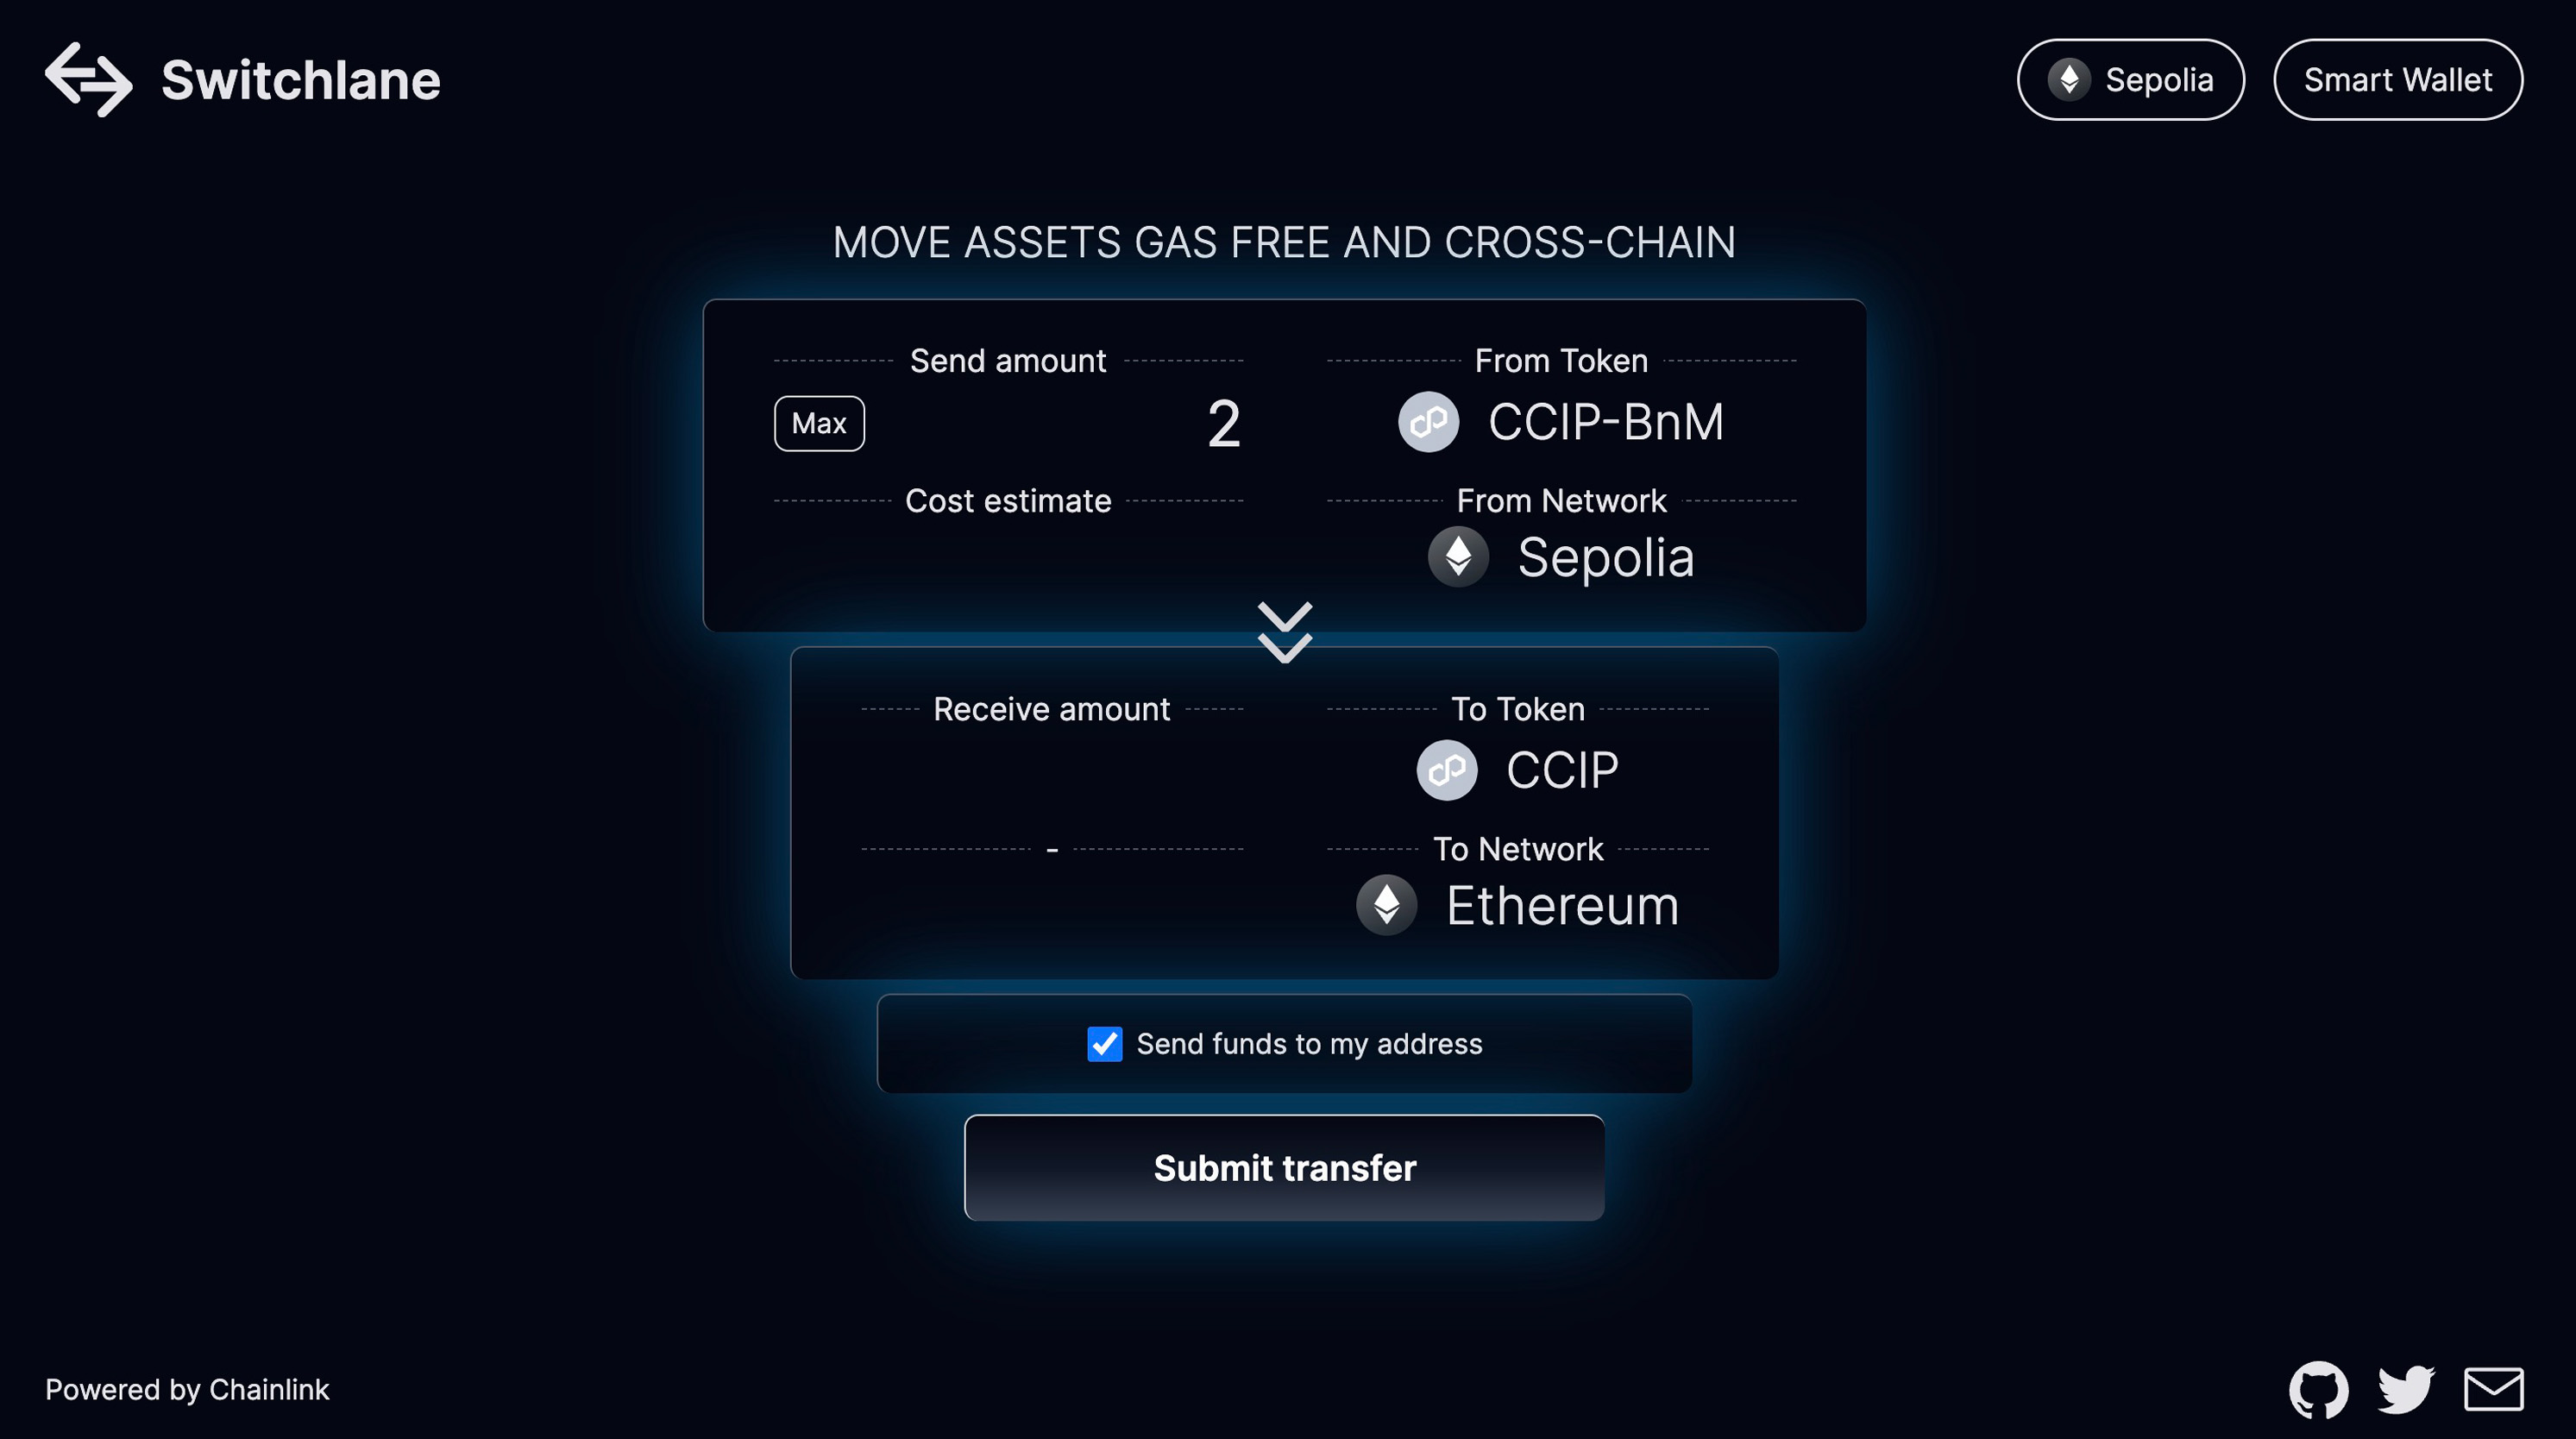 Switchlane
Sepolia
Smart Wallet
MOVE ASSETS GAS FREE AND CROSS-CHAIN
Send amount
From Token
Max
2
CCIP-BnM
Cost estimate
From Network
Sepolia
Receive amount
To Token
CCIP
-
To Network
Ethereum
Send funds to my address
Submit transfer
Powered by Chainlink